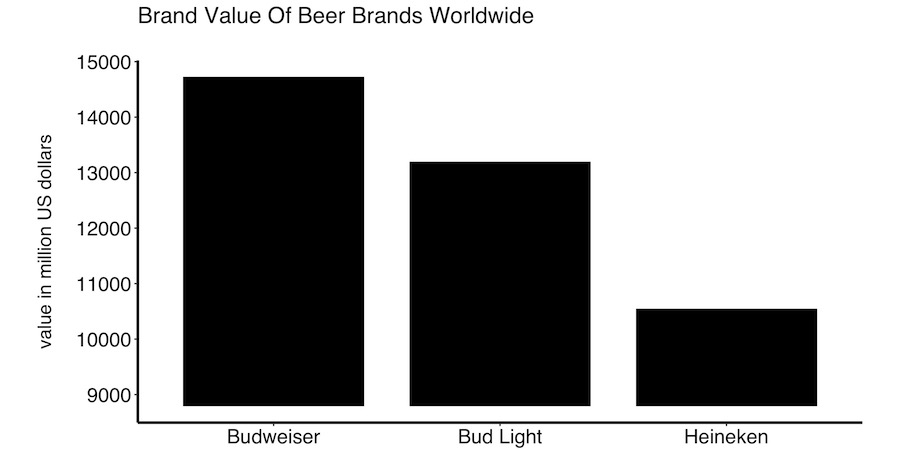 Brand Value Of Beer Brands Worldwide
value in million US dollars
15000
14000
13000
12000
11000
10000
9000
Budweiser
Bud Light
Heineken